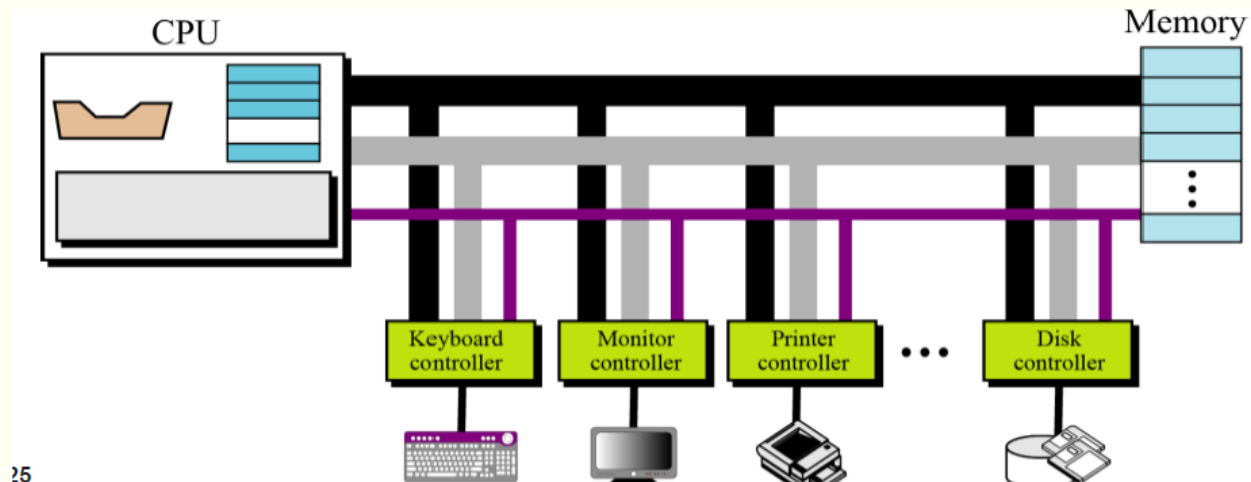 CPU
Memory
Keyboard
controller
Monitor
controller
Printer
controller
Disk
controller
25